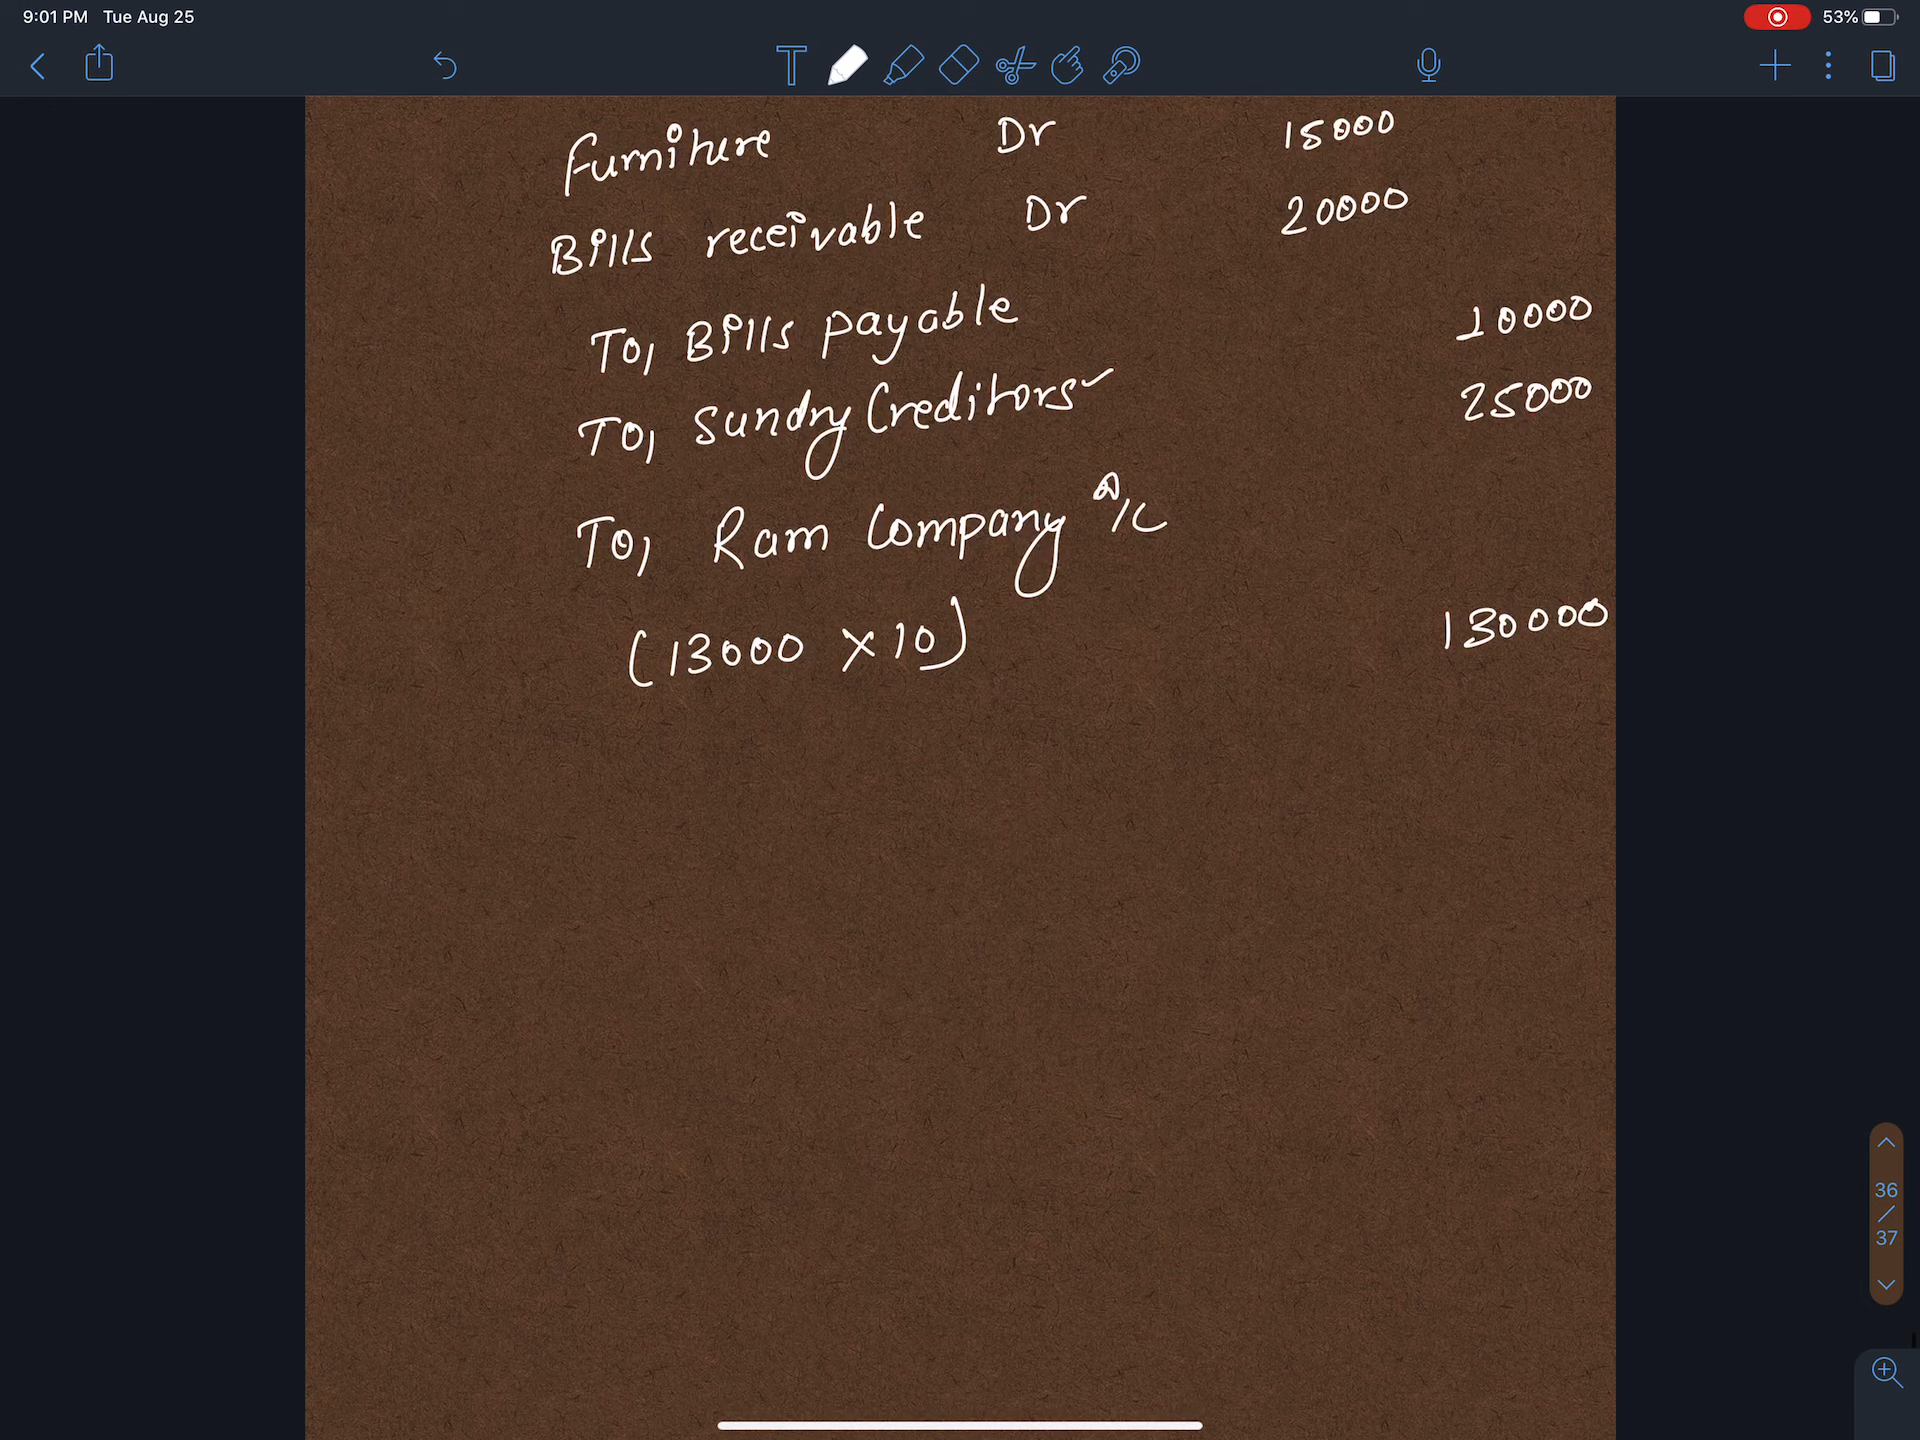 9:01 PM Tue Aug 25 53%
Furniture Dr 15000
Bills receivable Dr 20000
To, Bills payable 10000
To, Sundry Creditors 25000
To, Ram Company A/c
(13000 × 10) 130000
36
/
37